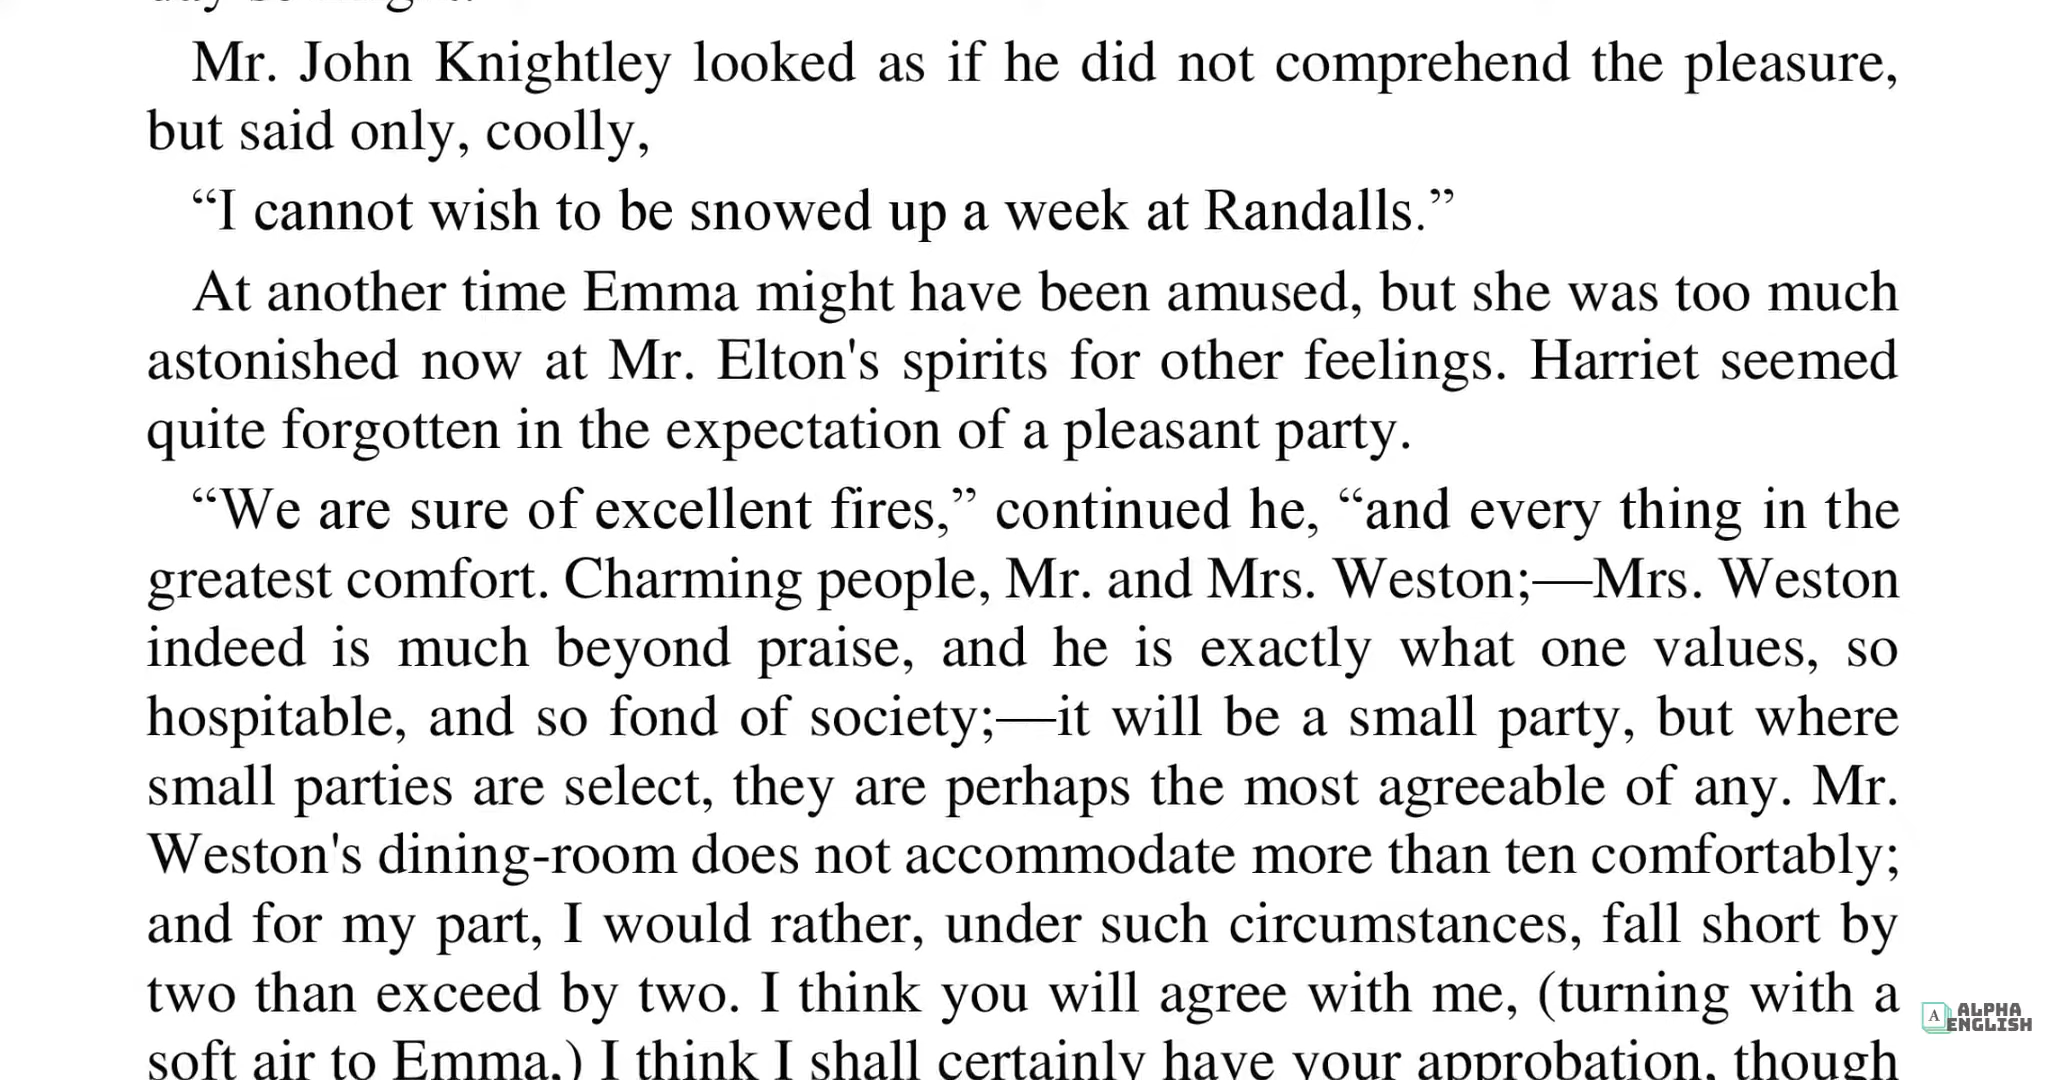 Mr. John Knightley looked as if he did not comprehend the pleasure,
but said only, coolly,
“I cannot wish to be snowed up a week at Randalls.”
At another time Emma might have been amused, but she was too much
astonished now at Mr. Elton's spirits for other feelings. Harriet seemed
quite forgotten in the expectation of a pleasant party.
“We are sure of excellent fires,” continued he, “and every thing in the
greatest comfort. Charming people, Mr. and Mrs. Weston;—Mrs. Weston
indeed is much beyond praise, and he is exactly what one values, so
hospitable, and so fond of society;—it will be a small party, but where
small parties are select, they are perhaps the most agreeable of any. Mr.
Weston's dining-room does not accommodate more than ten comfortably;
and for my part, I would rather, under such circumstances, fall short by
two than exceed by two. I think you will agree with me, (turning with a
soft air to Emma,) I think I shall certainly have your approbation, though
A ALPHA
ENGLISH